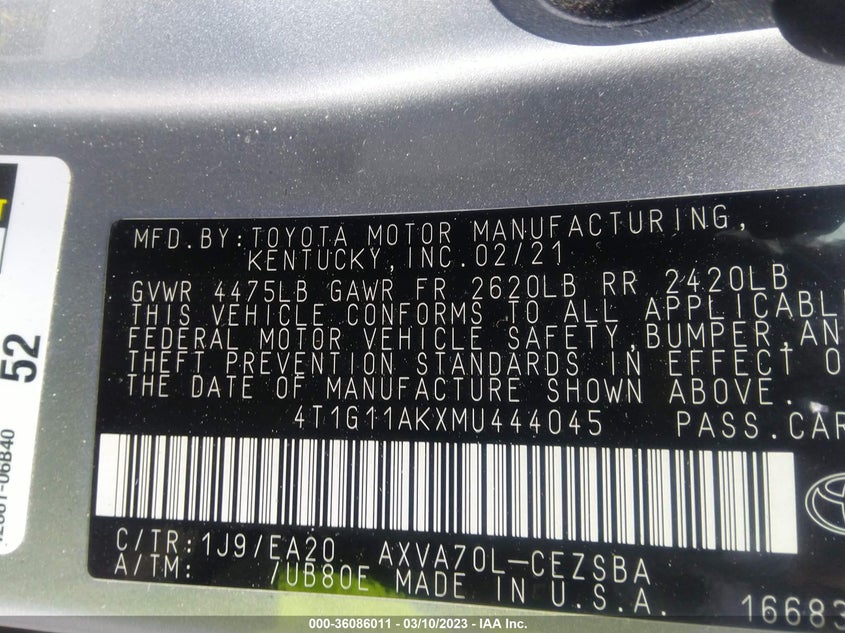 MFD.BY:TOYOTA MOTOR MANUFACTURING,
KENTUCKY,INC.02/21
GVWR 4475LB GAWR FR 2620LB RR 2420LB
THIS VEHICLE CONFORMS TO ALL APPLICABL
FEDERAL MOTOR VEHICLE SAFETY,BUMPER,AN
THEFT PREVENTION STANDARDS IN EFFECT O
THE DATE OF MANUFACTURE SHOWN ABOVE.
4T1G11AKXMU444045 PASS.CAR
C/TR:1J9/EA20 AXVA70L-CEZSBA
A/TM: /UB80E MADE IN U.S.A. 16683
52
06B40
000-36086011 - 03/10/2023 - IAA Inc.